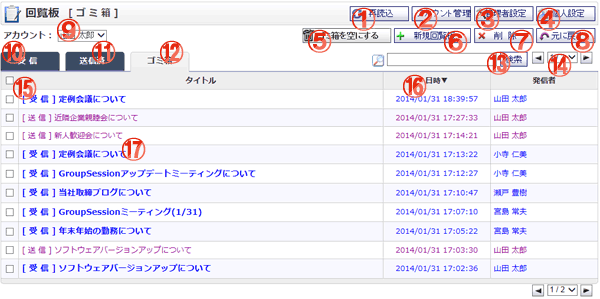 回覧板 [ ゴミ箱 ] ① 再読込 ② アカウント管理 ③ 管理者設定 ④ 個人設定
アカウント： ⑨ 太郎 ⑤ ゴミ箱を空にする 新規回覧板 ⑥ 削 除 ⑦ 元に戻す ⑧
⑩ 受 信 ⑪ 送信済 ⑫ ゴミ箱 ⑬ 検索 ⑭
⑮ タイトル ⑯ 日時▼ 発信者
[ 受 信 ] 定例会議について 2014/01/31 18:39:57 山田 太郎
[ 送 信 ] 近隣企業親睦会について 2014/01/31 17:27:33 山田 太郎
[ 送 信 ] 新人歓迎会について 2014/01/31 17:14:21 山田 太郎
[ 受 信 ] 定例会議について ⑰ 2014/01/31 17:13:22 小寺 仁美
[ 受 信 ] GroupSessionアップデートミーティングについて 2014/01/31 17:12:27 小寺 仁美
[ 受 信 ] 当社取締ブログについて 2014/01/31 17:10:47 瀬戸 豊樹
[ 受 信 ] GroupSessionミーティング(1/31) 2014/01/31 17:07:10 宮島 常夫
[ 受 信 ] 年末年始の勤務について 2014/01/31 17:05:22 宮島 常夫
[ 送 信 ] ソフトウェアバージョンアップについて 2014/01/31 17:03:30 山田 太郎
[ 受 信 ] ソフトウェアバージョンアップについて 2014/01/31 17:02:36 山田 太郎
1 / 2